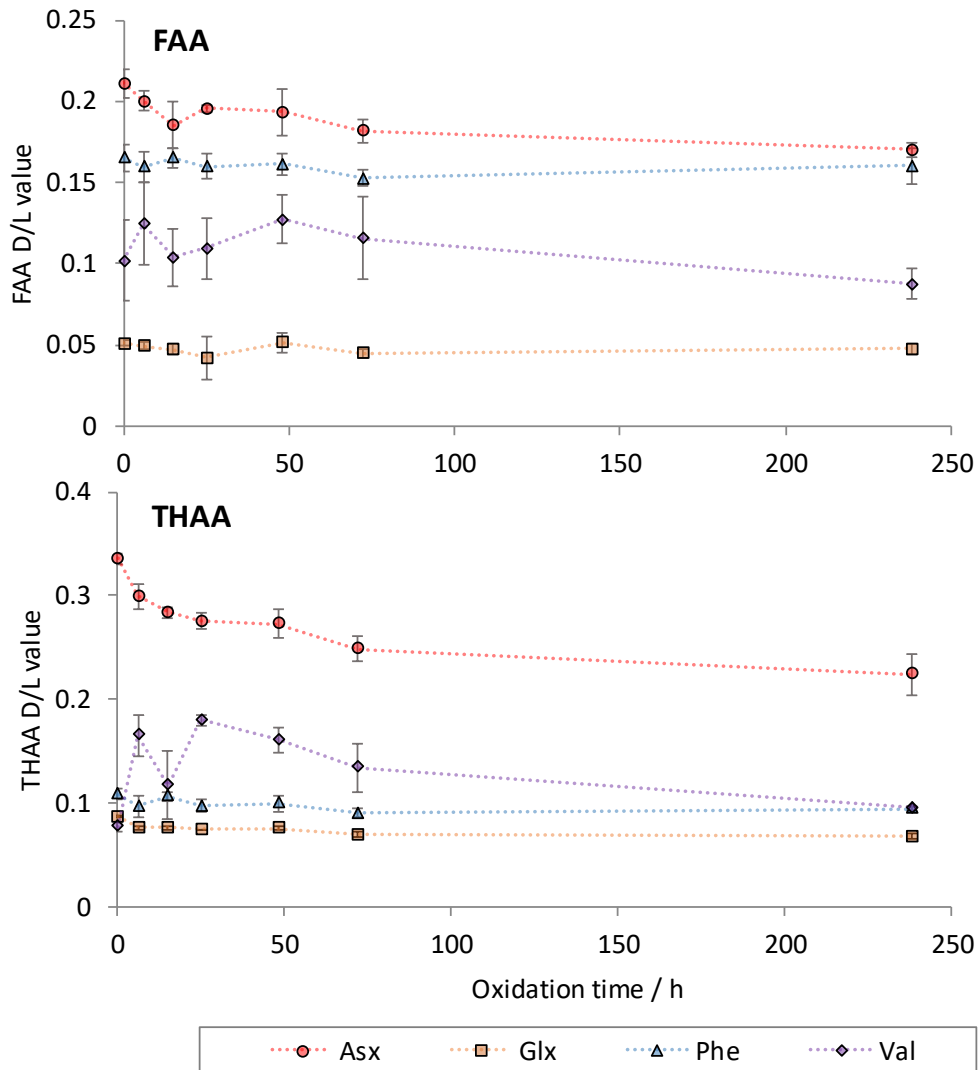 FAA
FAA D/L value
0.25
0.2
0.15
0.1
0.05
0
0 50 100 150 200 250
THAA
THAA D/L value
0.4
0.3
0.2
0.1
0
0 50 100 150 200 250
Oxidation time / h
Asx Glx Phe Val